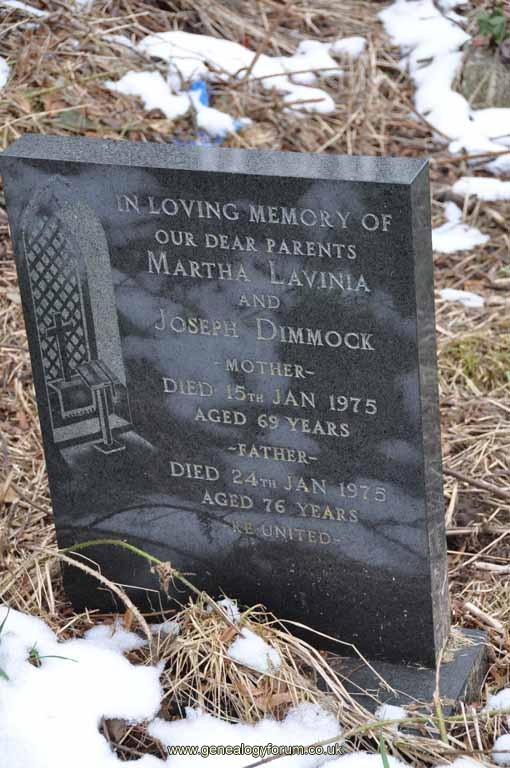 IN LOVING MEMORY OF
OUR DEAR PARENTS
MARTHA LAVINIA
AND
JOSEPH DIMMOCK
-MOTHER-
DIED 15TH JAN 1975
AGED 69 YEARS
-FATHER-
DIED 24TH JAN 1975
AGED 76 YEARS
-RE UNITED-
www.genealogyforum.co.uk